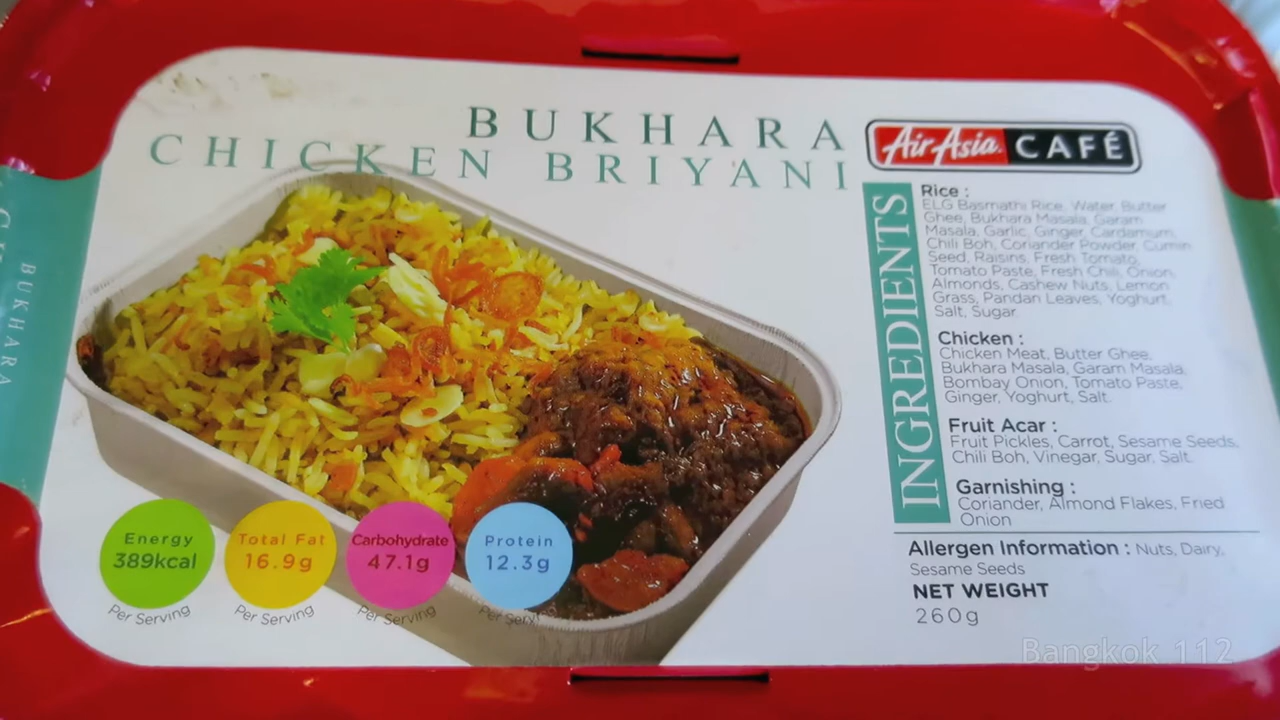 BUKHARA
CHICKEN BRIYANI
AirAsia CAFÉ
INGREDIENTS
Rice :
ELG Basmathi Rice, Water, Butter
Ghee, Bukhara Masala, Garam
Masala, Garlic, Ginger, Cardamum,
Chili Boh, Coriander Powder, Cumin
Seed, Raisins, Fresh Tomato,
Tomato Paste, Fresh Chili, Onion,
Almonds, Cashew Nuts, Lemon
Grass, Pandan Leaves, Yoghurt,
Salt, Sugar.
Chicken :
Chicken Meat, Butter Ghee,
Bukhara Masala, Garam Masala,
Bombay Onion, Tomato Paste,
Ginger, Yoghurt, Salt.
Fruit Acar :
Fruit Pickles, Carrot, Sesame Seeds,
Chili Boh, Vinegar, Sugar, Salt.
Garnishing :
Coriander, Almond Flakes, Fried
Onion
Allergen Information : Nuts, Dairy,
Sesame Seeds
NET WEIGHT
260g
Energy
389kcal
Per Serving
Total Fat
16.9g
Per Serving
Carbohydrate
47.1g
Per Serving
Protein
12.3g
Per Serving
BUKHARA
Bangkok 112